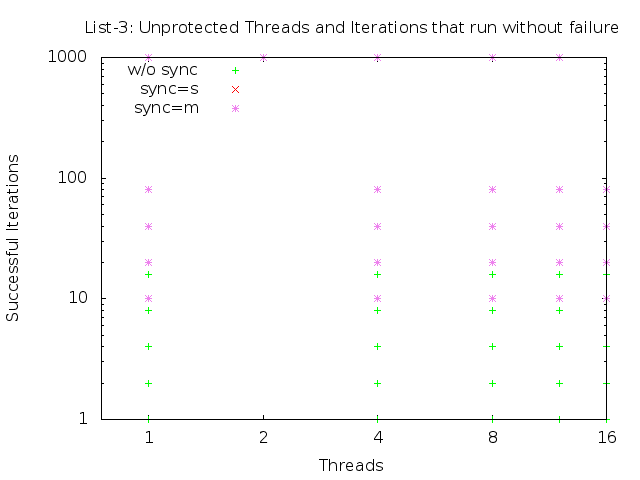 List-3: Unprotected Threads and Iterations that run without failure
1000
w/o sync
sync=s
sync=m
100
10
1
Successful Iterations
1 2 4 8 16
Threads